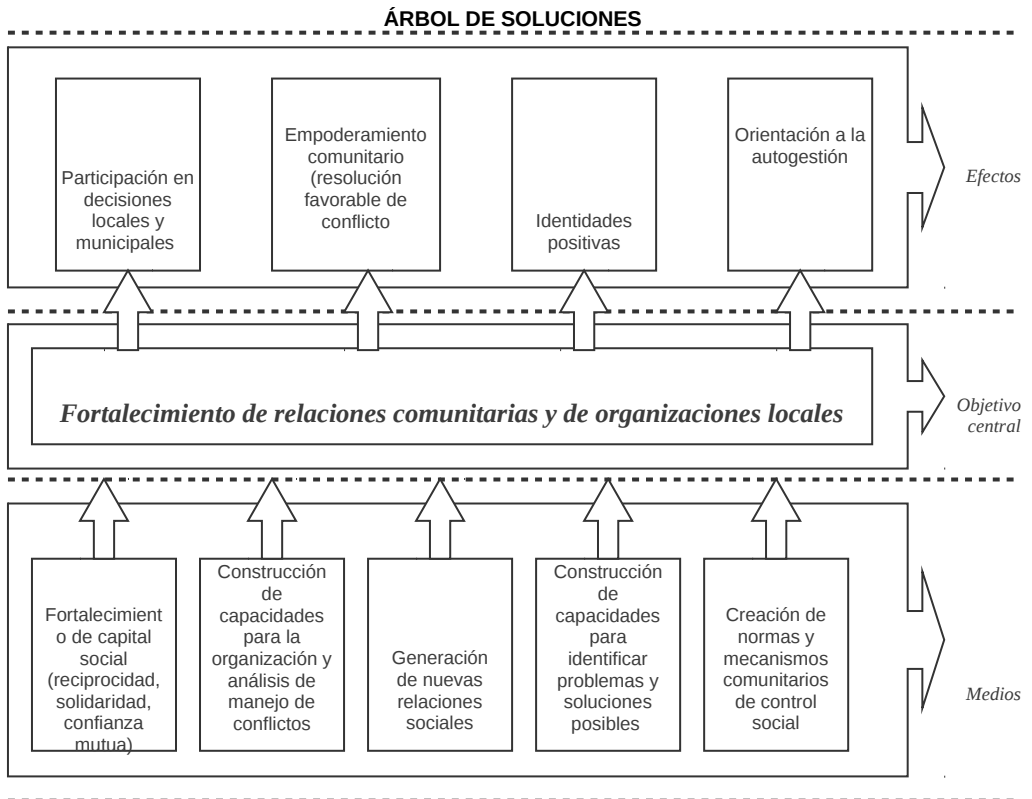 ÁRBOL DE SOLUCIONES
Participación en
decisiones
locales y
municipales
Empoderamiento
comunitario
(resolución
favorable de
conflicto
Identidades
positivas
Orientación a la
autogestión
Efectos
Fortalecimiento de relaciones comunitarias y de organizaciones locales
Objetivo
central
Fortalecimient
o de capital
social
(reciprocidad,
solidaridad,
confianza
mutua)
Construcción
de
capacidades
para la
organización y
análisis de
manejo de
conflictos
Generación
de nuevas
relaciones
sociales
Construcción
de
capacidades
para
identificar
problemas y
soluciones
posibles
Creación de
normas y
mecanismos
comunitarios
de control
social
Medios